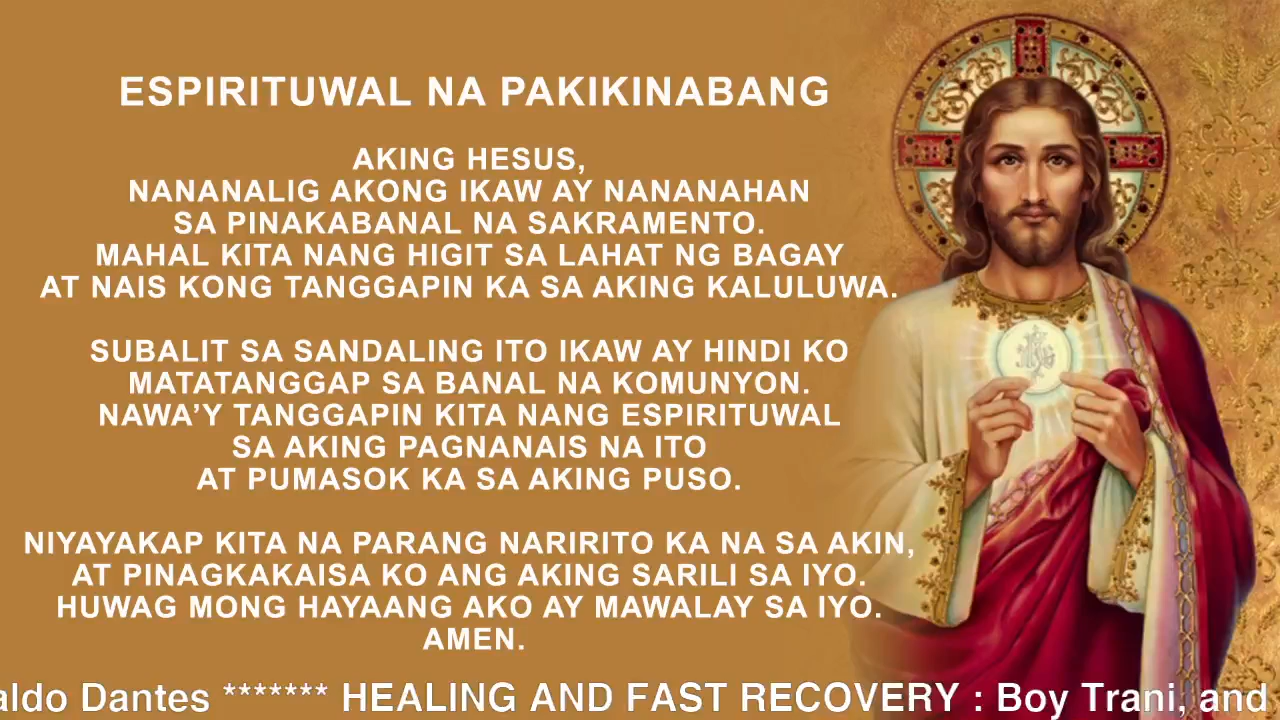 ESPIRITUWAL NA PAKIKINABANG
AKING HESUS,
NANANALIG AKONG IKAW AY NANANAHAN
SA PINAKABANAL NA SAKRAMENTO.
MAHAL KITA NANG HIGIT SA LAHAT NG BAGAY
AT NAIS KONG TANGGAPIN KA SA AKING KALULUWA.
SUBALIT SA SANDALING ITO IKAW AY HINDI KO
MATATANGGAP SA BANAL NA KOMUNYON.
NAWA’Y TANGGAPIN KITA NANG ESPIRITUWAL
SA AKING PAGNANAIS NA ITO
AT PUMASOK KA SA AKING PUSO.
NIYAYAKAP KITA NA PARANG NARIRITO KA NA SA AKIN,
AT PINAGKAKAISA KO ANG AKING SARILI SA IYO.
HUWAG MONG HAYAANG AKO AY MAWALAY SA IYO.
AMEN.
aldo Dantes ******* HEALING AND FAST RECOVERY : Boy Trani, and